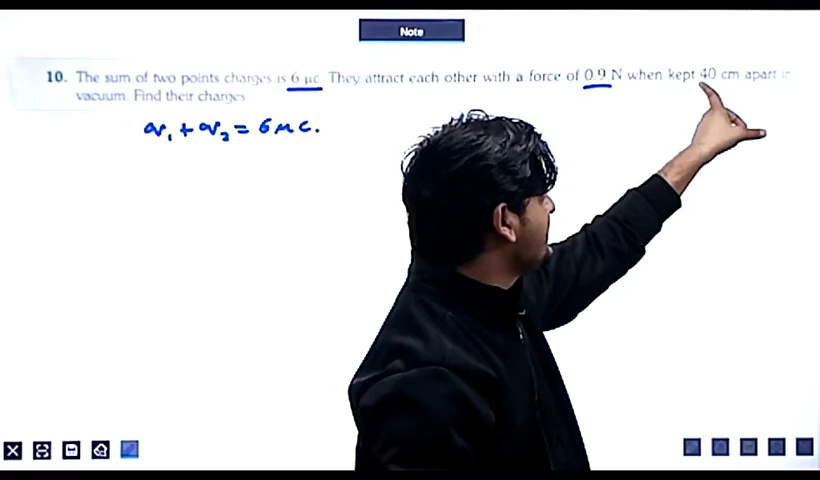 Note
10. The sum of two points charges is 6 μc. They attract each other with a force of 0.9 N when kept 40 cm apart in
vacuum. Find their charges
q₁ + q₂ = 6 μ c.